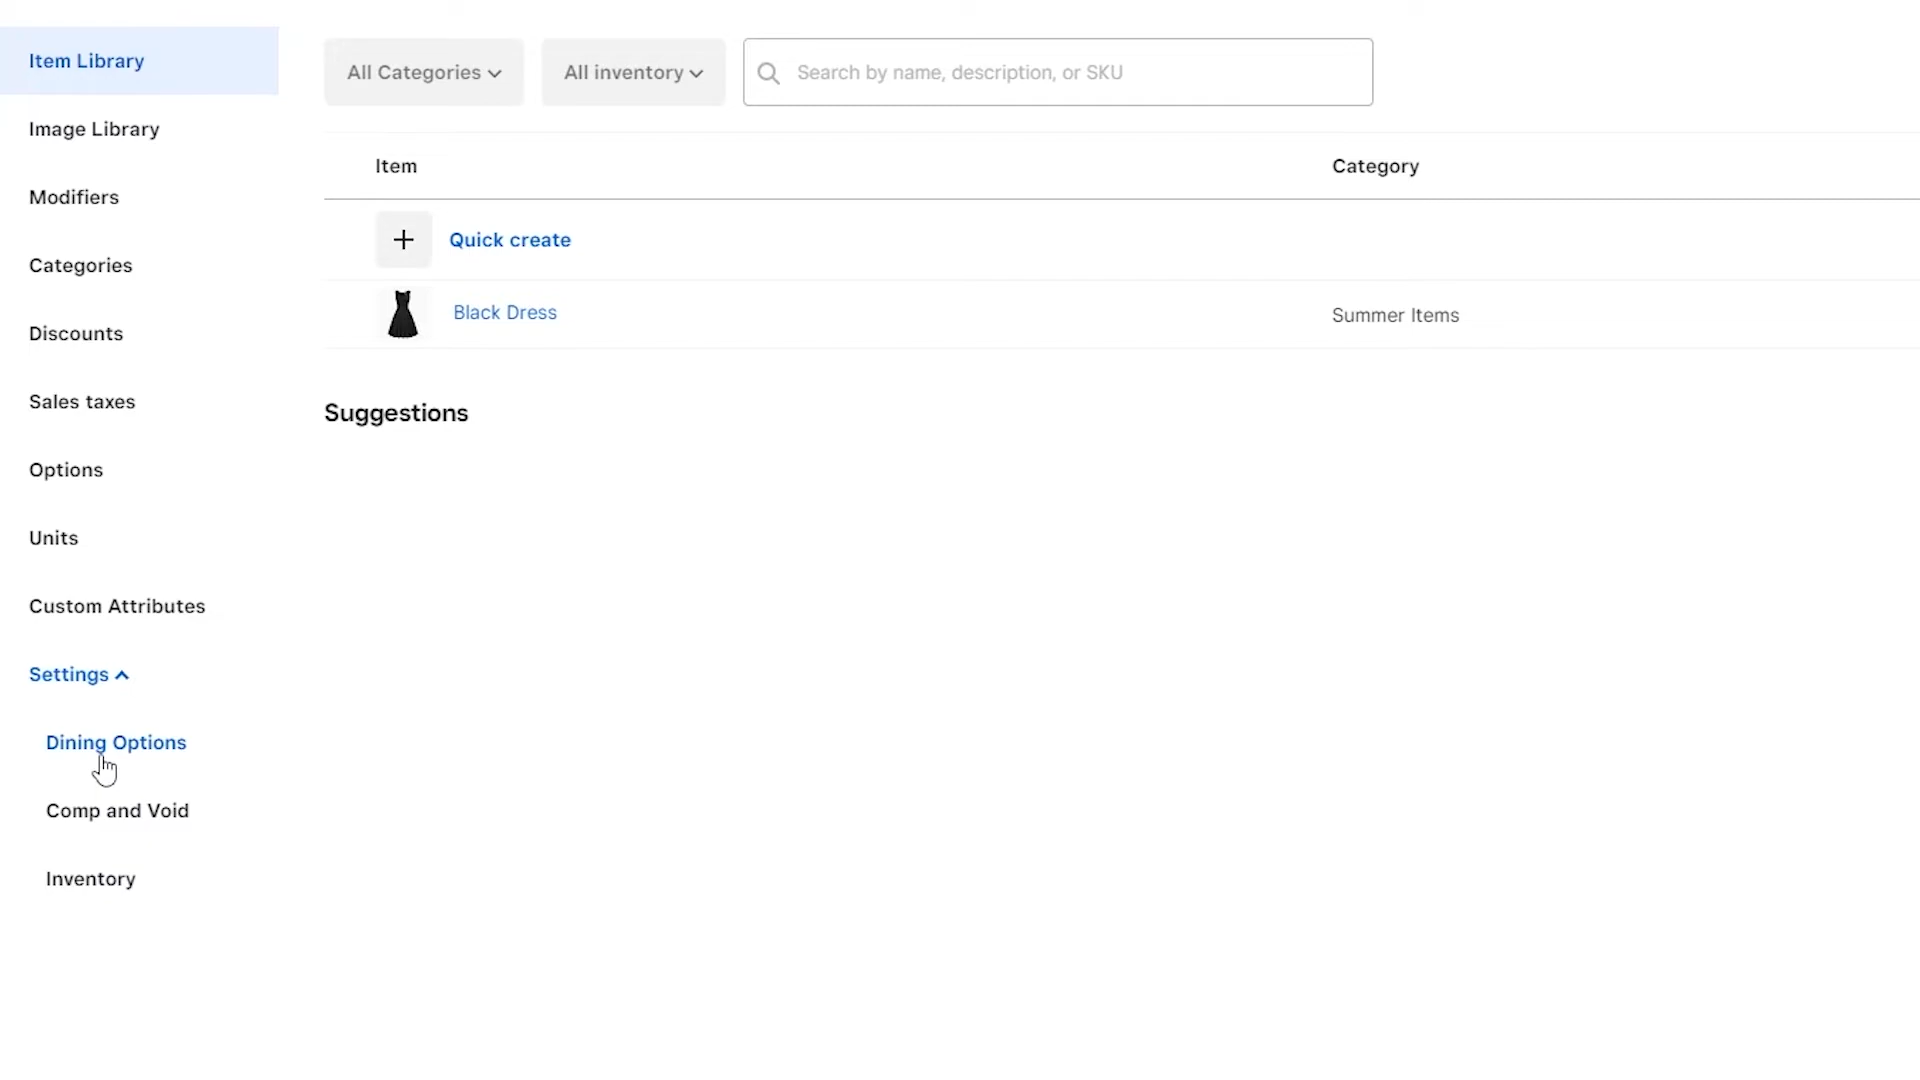 Item Library
Image Library
Modifiers
Categories
Discounts
Sales taxes
Options
Units
Custom Attributes
Settings
Dining Options
Comp and Void
Inventory
All Categories
All inventory
Search by name, description, or SKU
Item Category
Quick create
Black Dress Summer Items
Suggestions